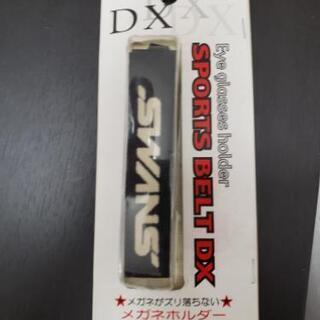 DX
Eye glasses holder
SPORTS BELT DX
SWANS
★メガネがズリ落ちない★
メガネホルダー